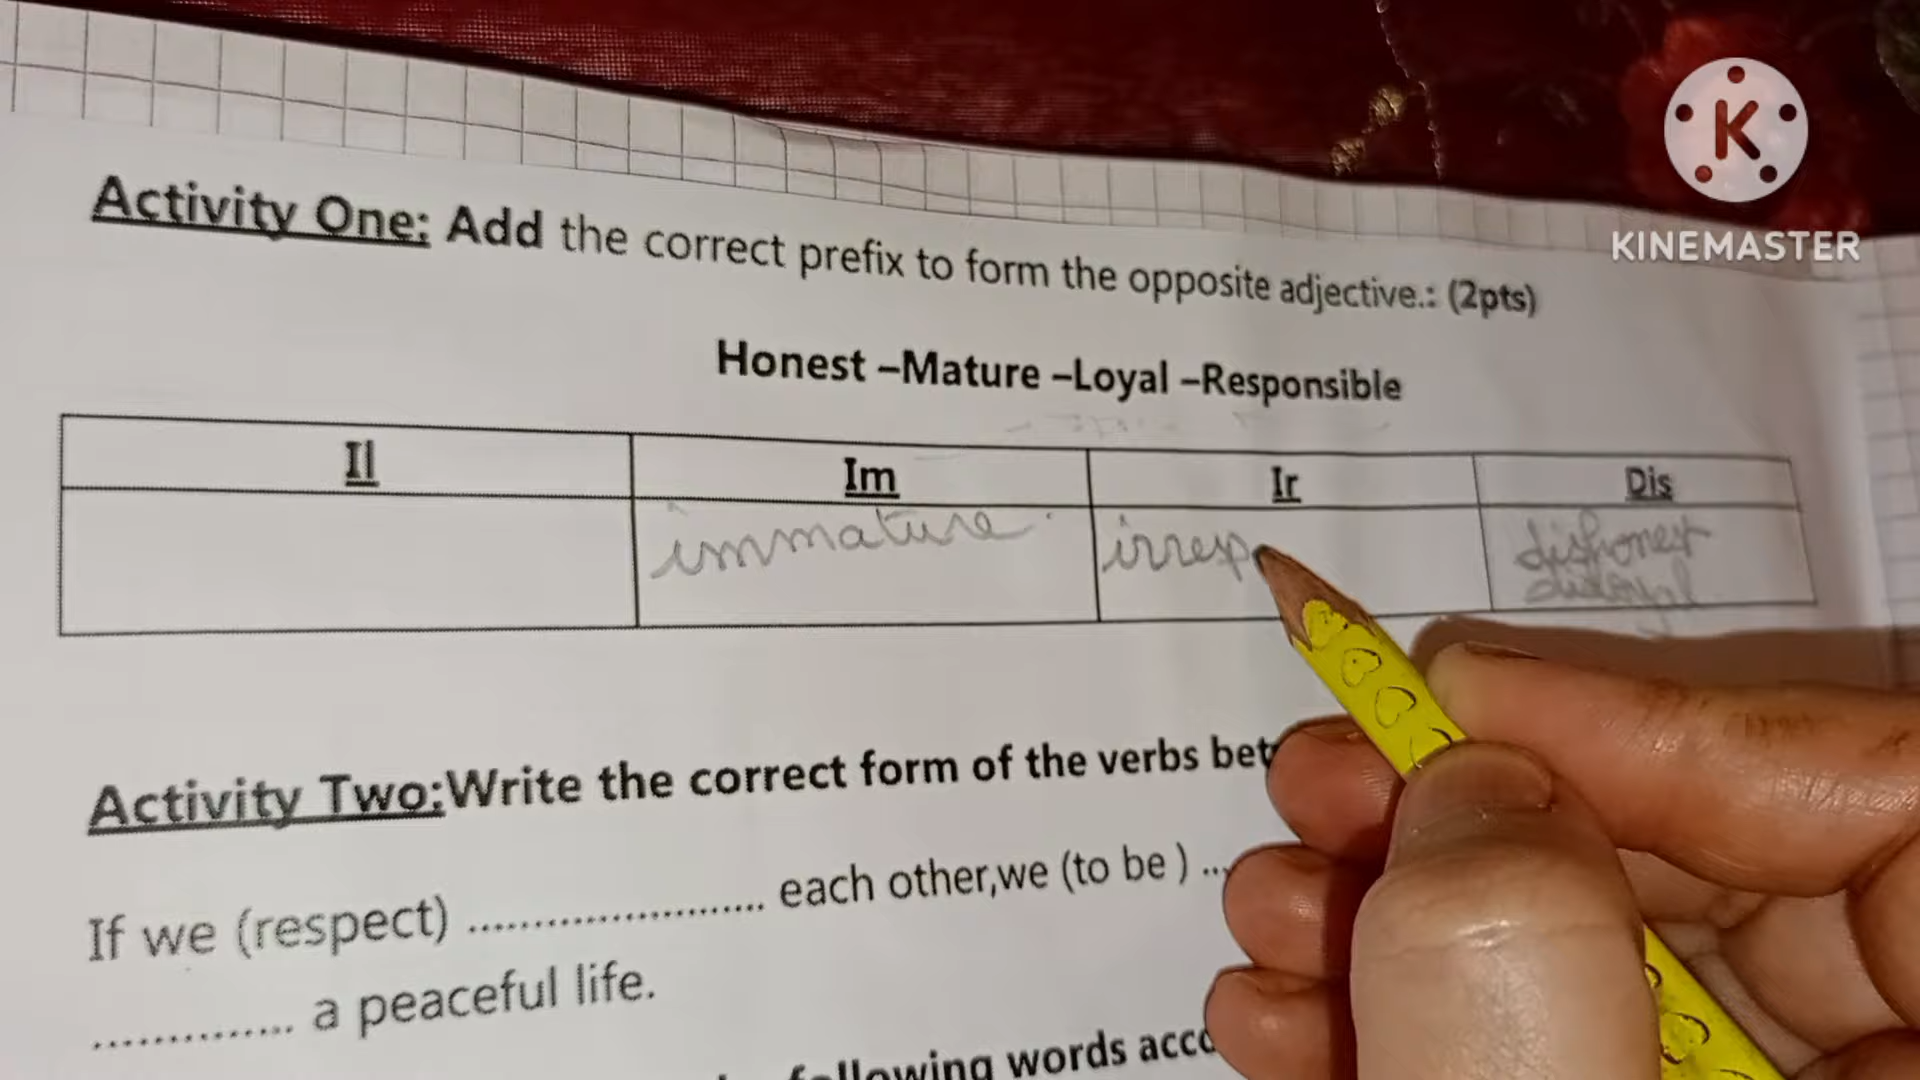 K
KINEMASTER
Activity One: Add the correct prefix to form the opposite adjective.: (2pts)
Honest –Mature –Loyal –Responsible
Il Im Ir Dis
immature irresp dishonest
disloyal
Activity Two:Write the correct form of the verbs bet
If we (respect) ........................ each other,we (to be ) ...
.............. a peaceful life.
following words acco